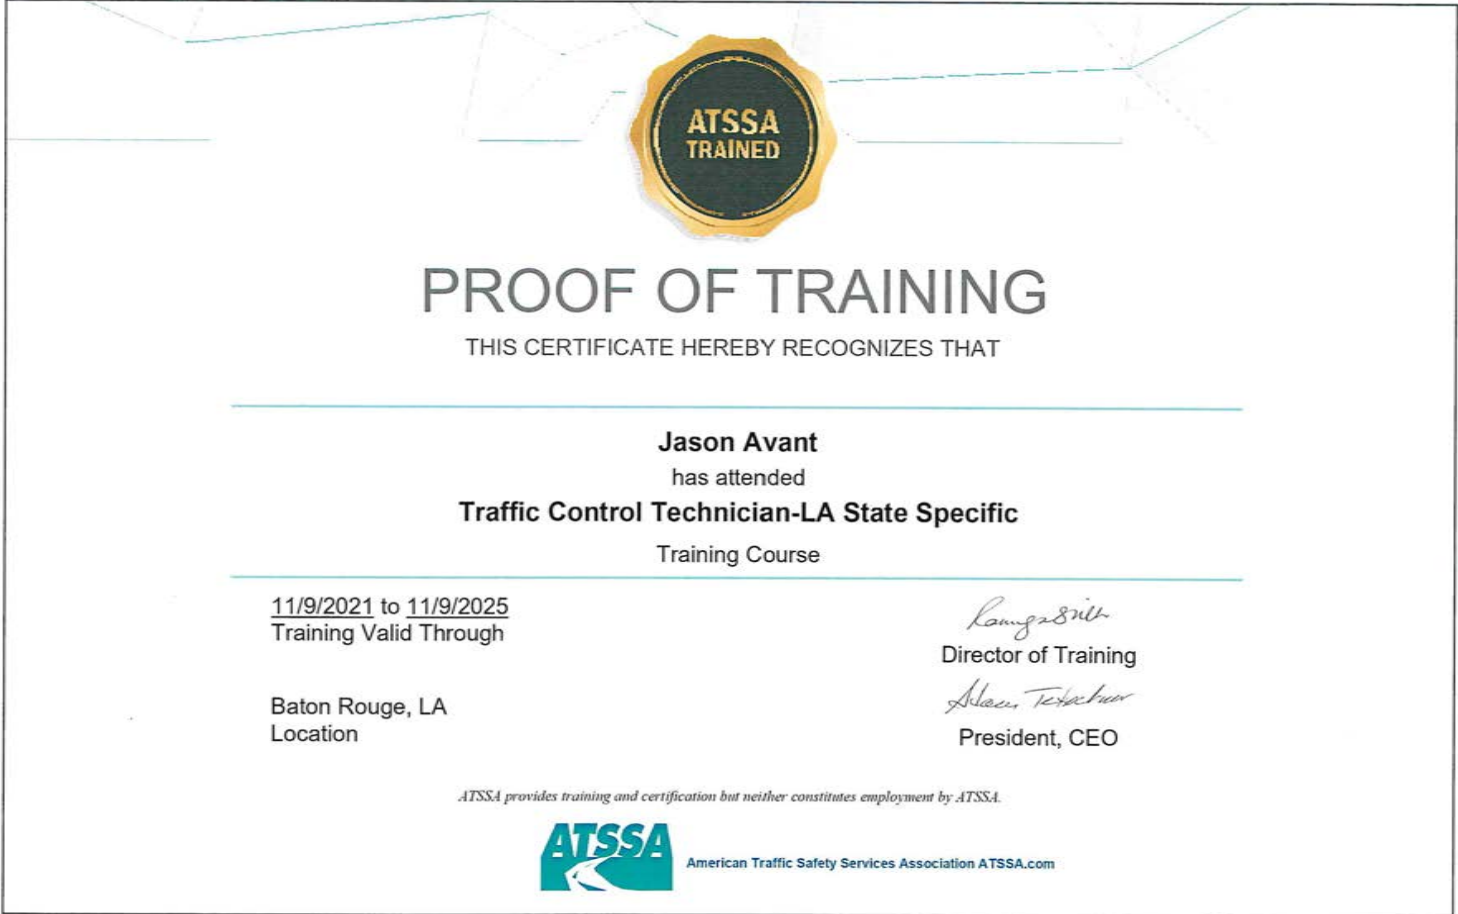 ATSSA
TRAINED
PROOF OF TRAINING
THIS CERTIFICATE HEREBY RECOGNIZES THAT
Jason Avant
has attended
Traffic Control Technician-LA State Specific
Training Course
11/9/2021 to 11/9/2025
Training Valid Through
Director of Training
Baton Rouge, LA
Location
President, CEO
ATSSA provides training and certification but neither constitutes employment by ATSSA.
ATSSA
American Traffic Safety Services Association ATSSA.com